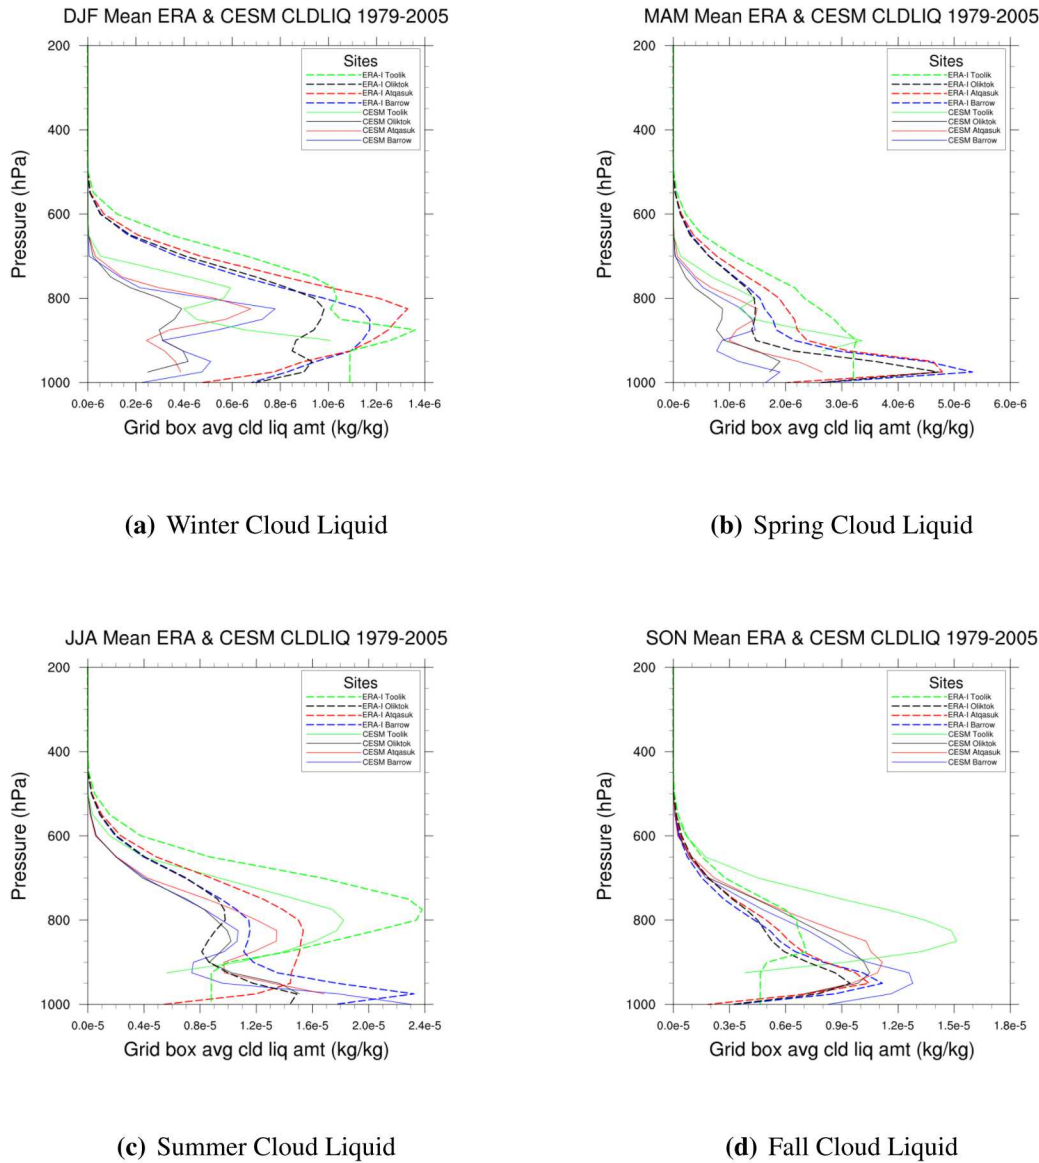 DJF Mean ERA & CESM CLDLIQ 1979-2005
200
400
600
800
1000
Pressure (hPa)
Sites
ERA-I Toolik
ERA-I Oliktok
ERA-I Atqasuk
ERA-I Barrow
CESM Toolik
CESM Oliktok
CESM Atqasuk
CESM Barrow
0.0e-6 0.2e-6 0.4e-6 0.6e-6 0.8e-6 1.0e-6 1.2e-6 1.4e-6
Grid box avg cld liq amt (kg/kg)
(a) Winter Cloud Liquid
MAM Mean ERA & CESM CLDLIQ 1979-2005
200
400
600
800
1000
Pressure (hPa)
Sites
ERA-I Toolik
ERA-I Oliktok
ERA-I Atqasuk
ERA-I Barrow
CESM Toolik
CESM Oliktok
CESM Atqasuk
CESM Barrow
0.0e-6 1.0e-6 2.0e-6 3.0e-6 4.0e-6 5.0e-6 6.0e-6
Grid box avg cld liq amt (kg/kg)
(b) Spring Cloud Liquid
JJA Mean ERA & CESM CLDLIQ 1979-2005
200
400
600
800
1000
Pressure (hPa)
Sites
ERA-I Toolik
ERA-I Oliktok
ERA-I Atqasuk
ERA-I Barrow
CESM Toolik
CESM Oliktok
CESM Atqasuk
CESM Barrow
0.0e-5 0.4e-5 0.8e-5 1.2e-5 1.6e-5 2.0e-5 2.4e-5
Grid box avg cld liq amt (kg/kg)
(c) Summer Cloud Liquid
SON Mean ERA & CESM CLDLIQ 1979-2005
200
400
600
800
1000
Pressure (hPa)
Sites
ERA-I Toolik
ERA-I Oliktok
ERA-I Atqasuk
ERA-I Barrow
CESM Toolik
CESM Oliktok
CESM Atqasuk
CESM Barrow
0.0e-5 0.3e-5 0.6e-5 0.9e-5 1.2e-5 1.5e-5 1.8e-5
Grid box avg cld liq amt (kg/kg)
(d) Fall Cloud Liquid